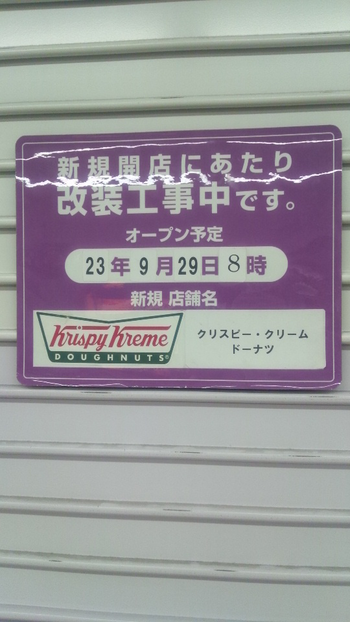 新規開店にあたり
改装工事中です。
オープン予定
23年9月29日8時
新規 店舗名
Krispy Kreme
DOUGHNUTS®
クリスピー・クリーム
ドーナツ